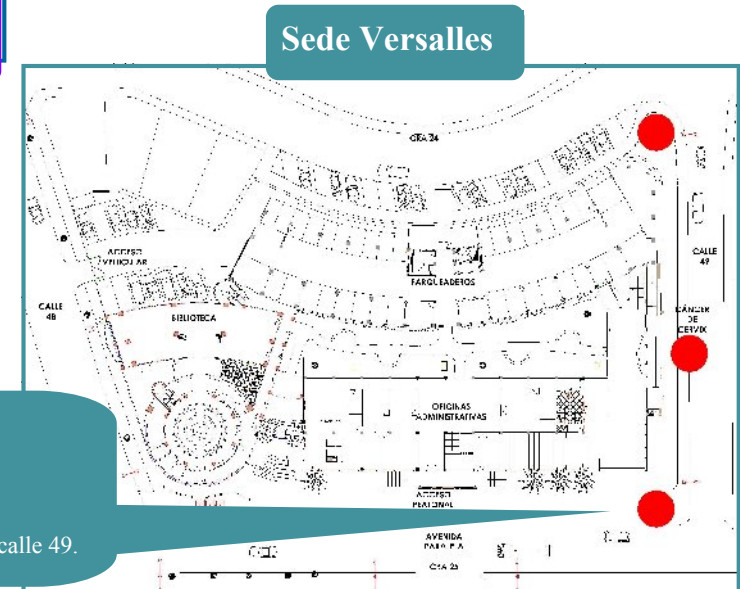 Sede Versalles
CRA 24
ACCESO
VEHICULAR
CALLE
49
PARQUEADEROS
CALLE
48
BIBLIOTECA
CÁNCER
DE
CERVIX
OFICINAS
ADMINISTRATIVAS
ACCESO
PEATONAL
calle 49.
AVENIDA
CRA 25